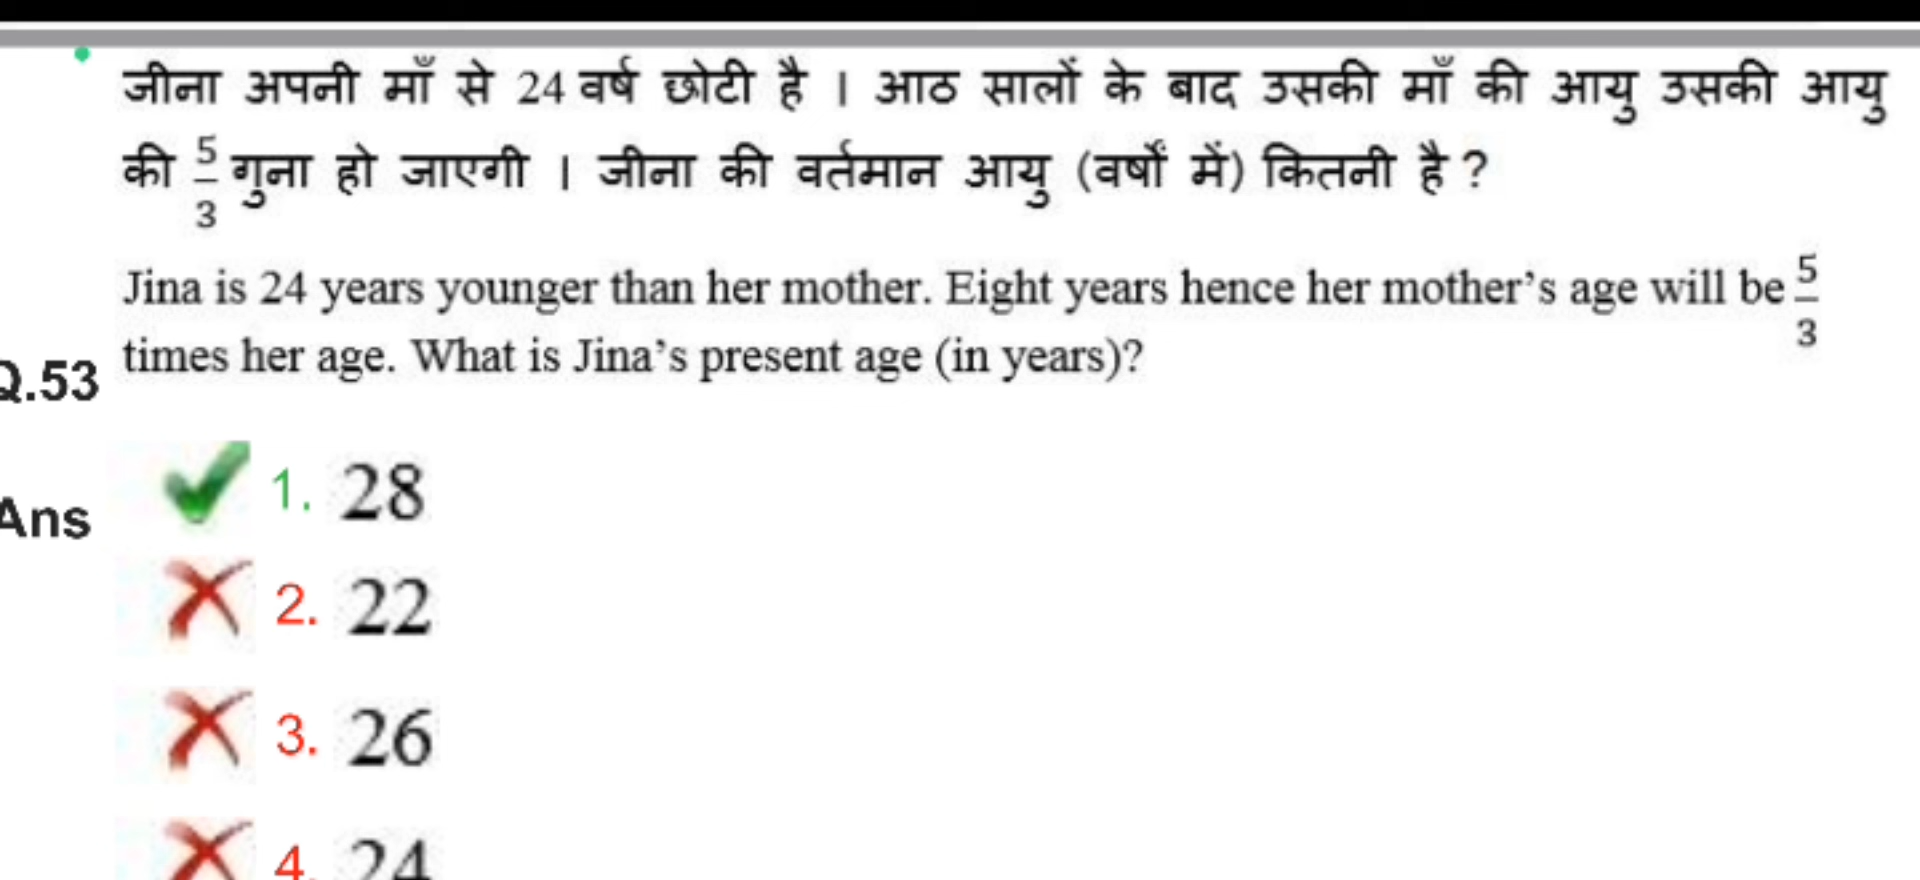 जीना अपनी माँ से 24 वर्ष छोटी है । आठ सालों के बाद उसकी माँ की आयु उसकी आयु
की 5/3 गुना हो जाएगी । जीना की वर्तमान आयु (वर्षों में) कितनी है ?
Jina is 24 years younger than her mother. Eight years hence her mother’s age will be 5/3
times her age. What is Jina’s present age (in years)?
Q.53
Ans
1. 28
2. 22
3. 26
4. 24